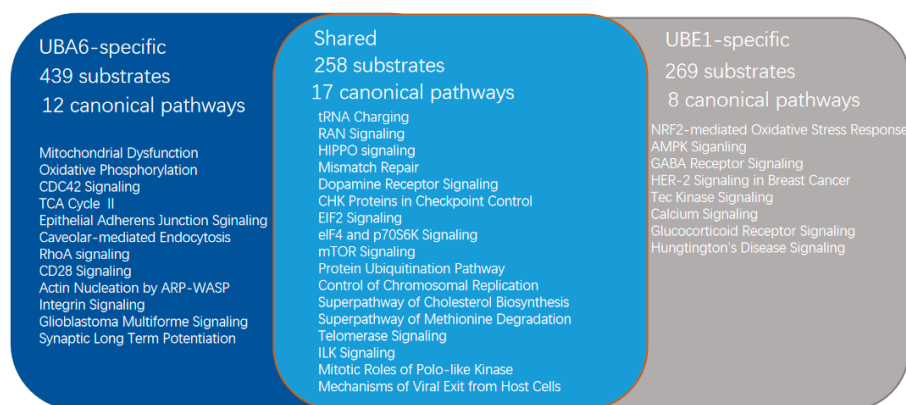 UBA6-specific
439 substrates
12 canonical pathways
Mitochondrial Dysfunction
Oxidative Phosphorylation
CDC42 Signaling
TCA Cycle Ⅱ
Epithelial Adherens Junction Sginaling
Caveolar-mediated Endocytosis
RhoA signaling
CD28 Signaling
Actin Nucleation by ARP-WASP
Integrin Signaling
Glioblastoma Multiforme Signaling
Synaptic Long Term Potentiation
Shared
258 substrates
17 canonical pathways
tRNA Charging
RAN Signaling
HIPPO signaling
Mismatch Repair
Dopamine Receptor Signaling
CHK Proteins in Checkpoint Control
EIF2 Signaling
eIF4 and p70S6K Signaling
mTOR Signaling
Protein Ubiquitination Pathway
Control of Chromosomal Replication
Superpathway of Cholesterol Biosynthesis
Superpathway of Methionine Degradation
Telomerase Signaling
ILK Signaling
Mitotic Roles of Polo-like Kinase
Mechanisms of Viral Exit from Host Cells
UBE1-specific
269 substrates
8 canonical pathways
NRF2-mediated Oxidative Stress Response
AMPK Siganling
GABA Receptor Signaling
HER-2 Signaling in Breast Cancer
Tec Kinase Signaling
Calcium Signaling
Glucocorticoid Receptor Signaling
Hungtington's Disease Signaling